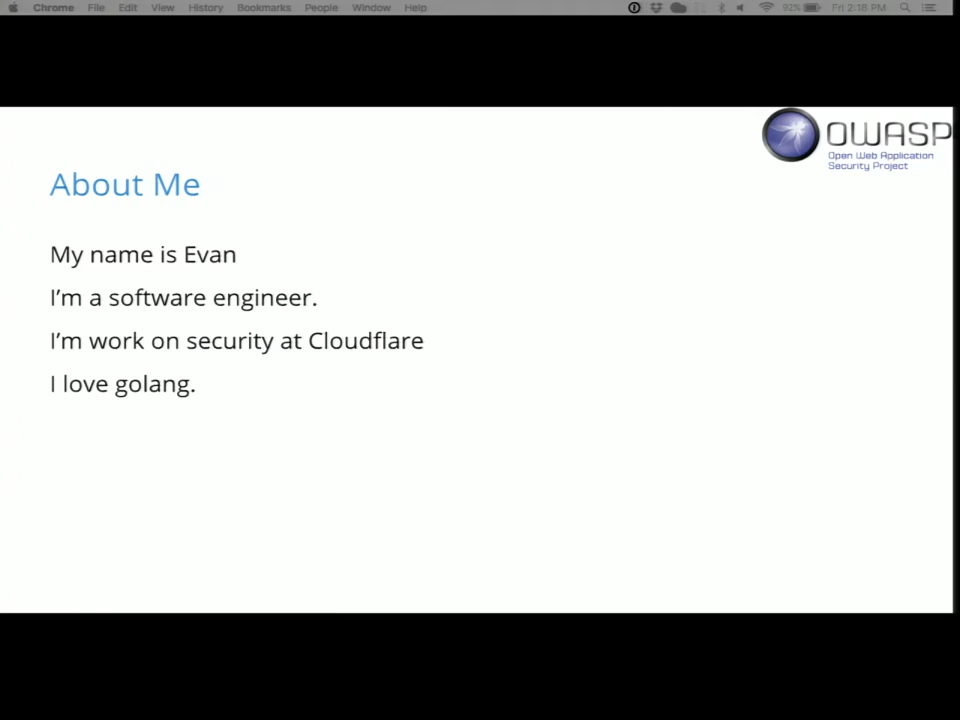 Chrome File Edit View History Bookmarks People Window Help 92% Fri 2:18 PM
OWASP
Open Web Application
Security Project
About Me
My name is Evan
I’m a software engineer.
I’m work on security at Cloudflare
I love golang.